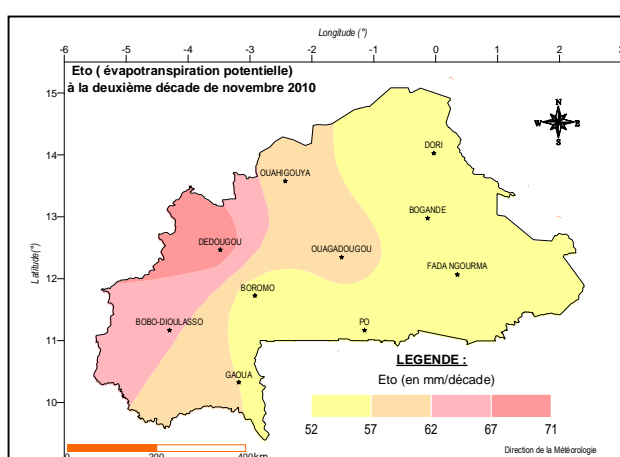 Longitude (°)
-6 -5 -4 -3 -2 -1 0 1 2 3
Eto ( évapotranspiration potentielle)
à la deuxième décade de novembre 2010
15
N
W E
S
DORI
14
OUAHIGOUYA
BOGANDE
13
DEDOUGOU
OUAGADOUGOU
Latitude(°)
FADA NGOURMA
12
BOROMO
BOBO-DIOULASSO
PO
11
LEGENDE :
GAOUA
Eto (en mm/décade)
10
52 57 62 67 71
0 200 400km
Direction de la Météorologie